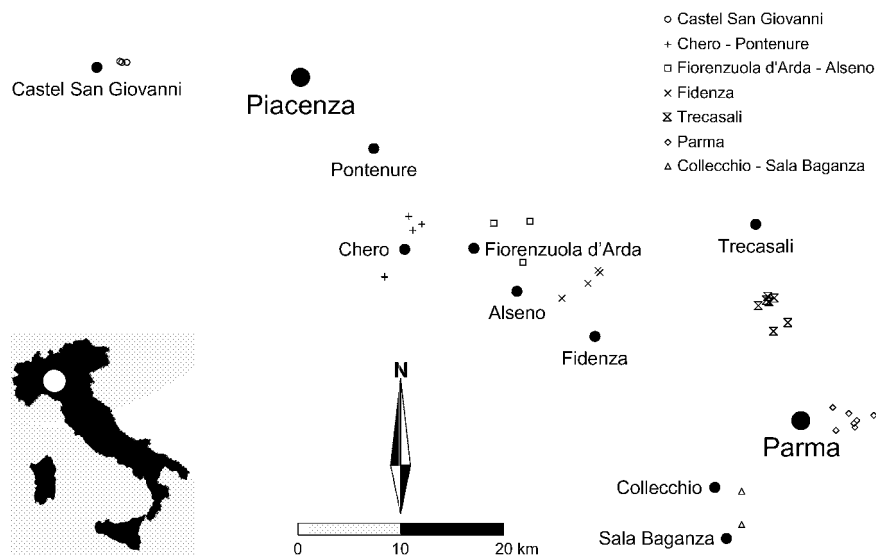 Castel San Giovanni
Chero - Pontenure
Fiorenzuola d'Arda - Alseno
Fidenza
Trecasali
Parma
Collecchio - Sala Baganza
Castel San Giovanni
Piacenza
Pontenure
Chero
Fiorenzuola d'Arda
Trecasali
Alseno
Fidenza
N
Parma
Collecchio
Sala Baganza
0 10 20 km